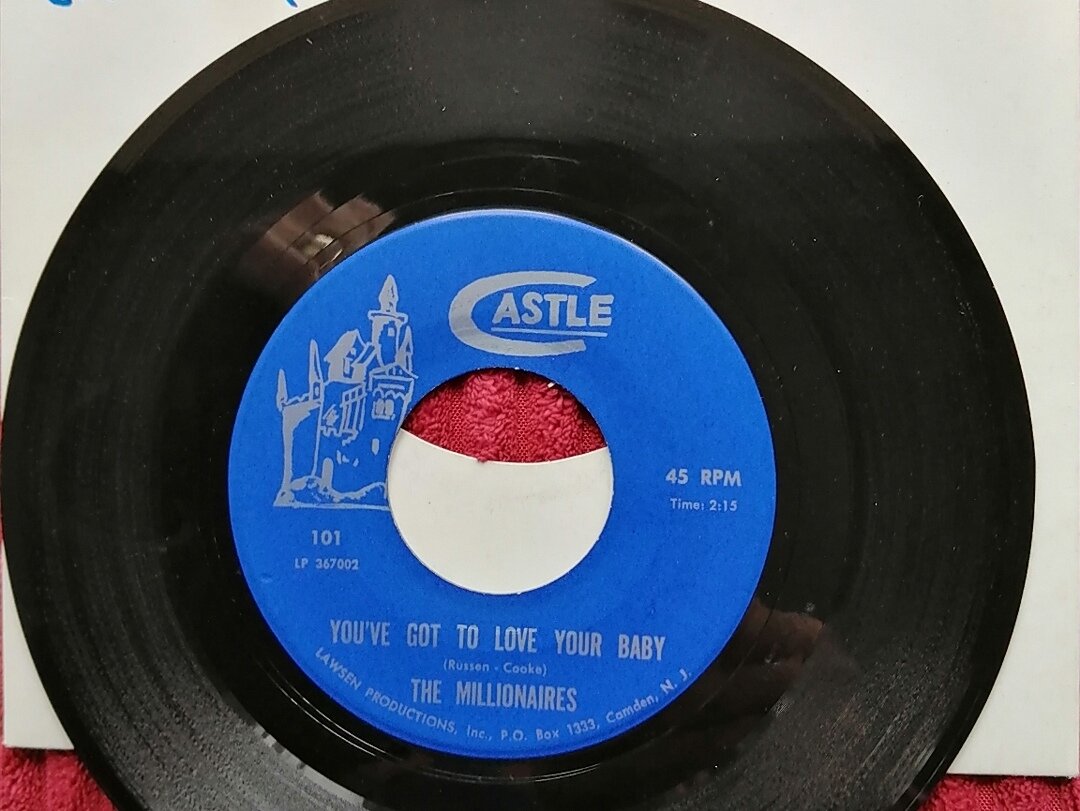 CASTLE
45 RPM
Time: 2:15
101
LP 367002
YOU'VE GOT TO LOVE YOUR BABY
(Russen - Cooke)
THE MILLIONAIRES
LAWSEN PRODUCTIONS, Inc., P.O. Box 1333, Camden, N. J.